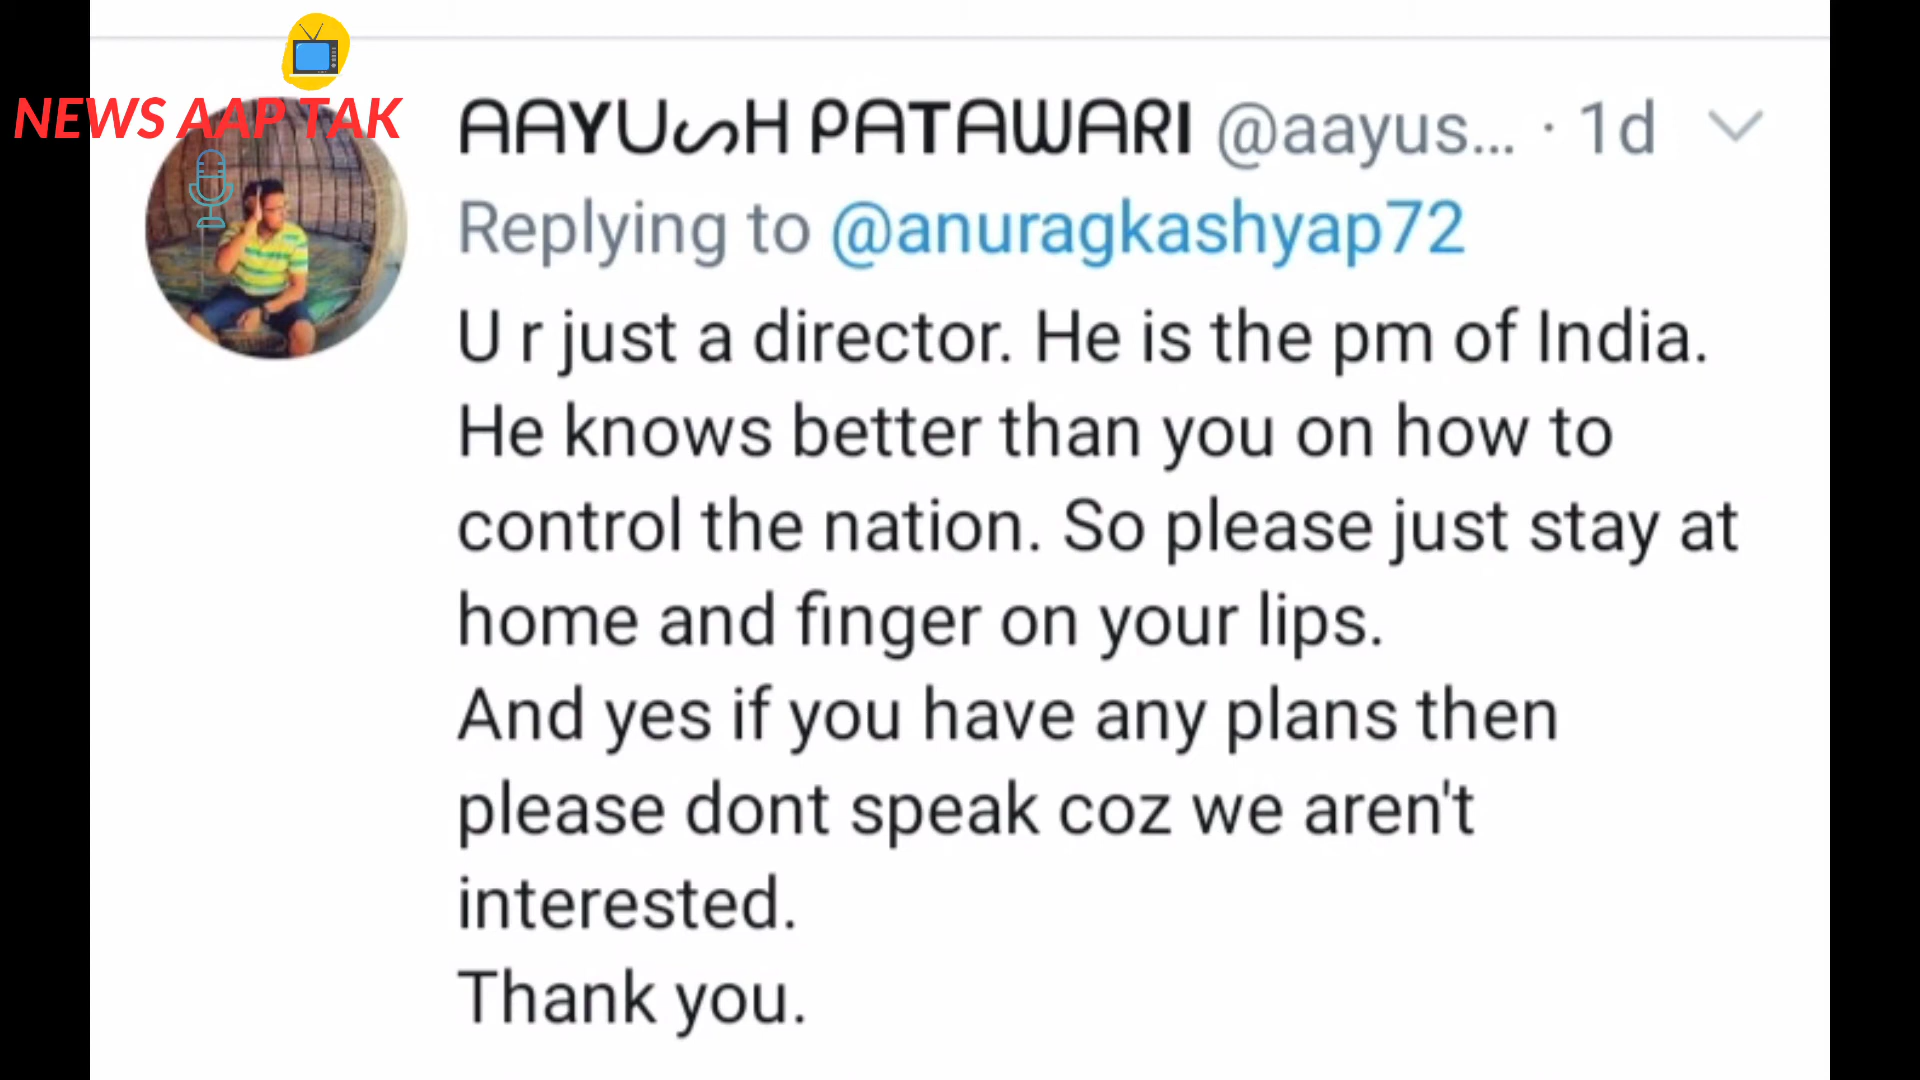 NEWS AAP TAK
AAYUSH PATAWARI @aayus... · 1d
Replying to @anuragkashyap72
U r just a director. He is the pm of India.
He knows better than you on how to
control the nation. So please just stay at
home and finger on your lips.
And yes if you have any plans then
please dont speak coz we aren't
interested.
Thank you.